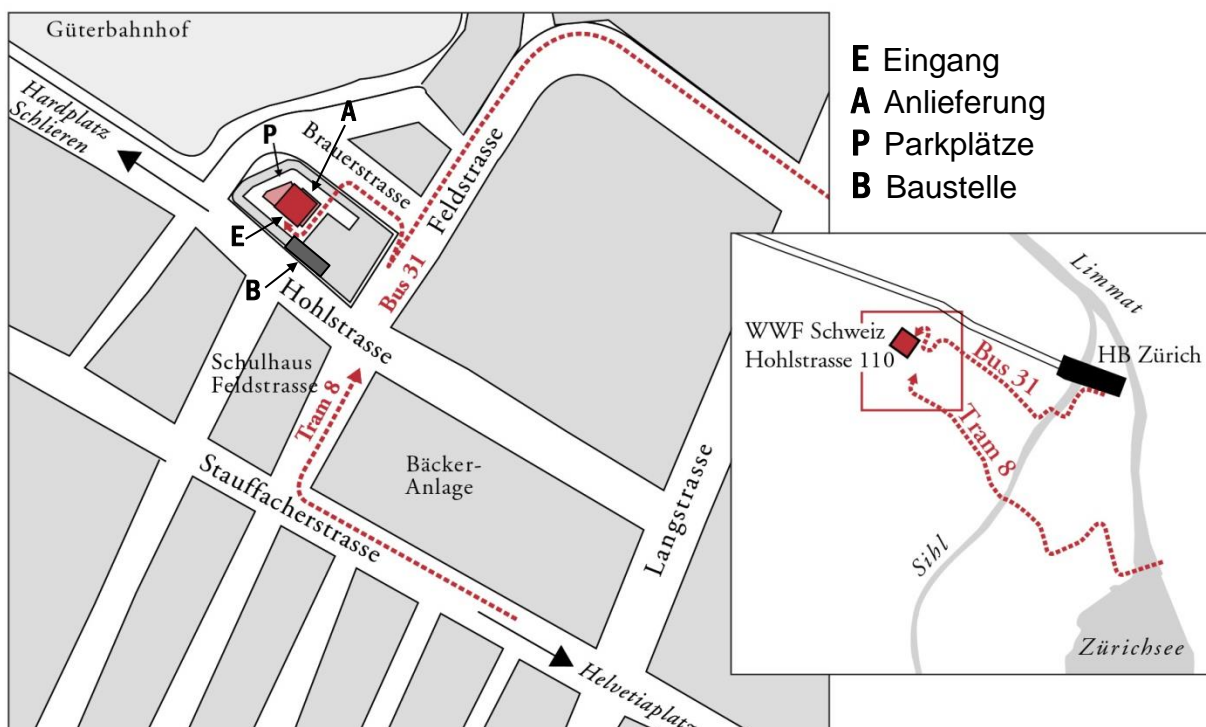 Güterbahnhof
Hardplatz
Schlieren
P
A
Brauerstrasse
E
B
Feldstrasse
Bus 31
Hohlstrasse
Schulhaus
Feldstrasse
Tram 8
Stauffacherstrasse
Bäcker-
Anlage
Langstrasse
Helvetiaplatz
E Eingang
A Anlieferung
P Parkplätze
B Baustelle
Limmat
WWF Schweiz
Hohlstrasse 110
HB Zürich
Bus 31
Tram 8
Sihl
Zürichsee